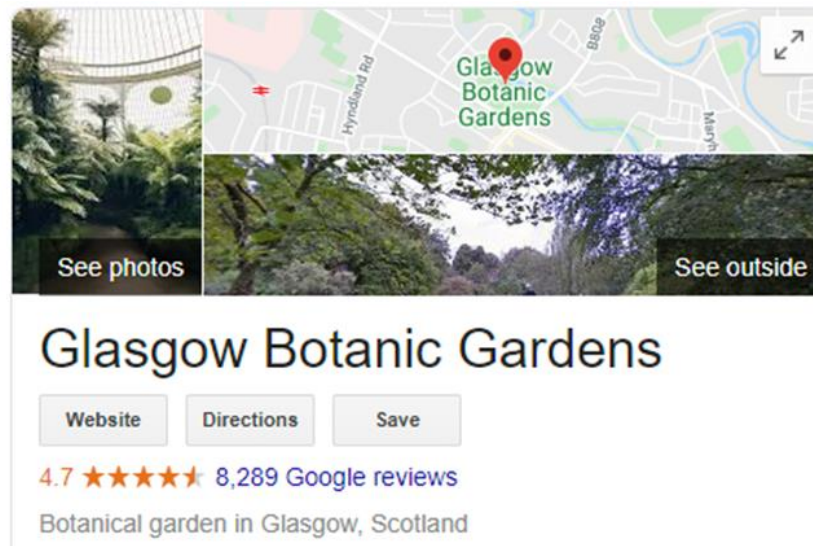 Hyndland Rd
B808
Glasgow
Botanic
Gardens
Maryh
See photos
See outside
Glasgow Botanic Gardens
Website
Directions
Save
4.7 8,289 Google reviews
Botanical garden in Glasgow, Scotland